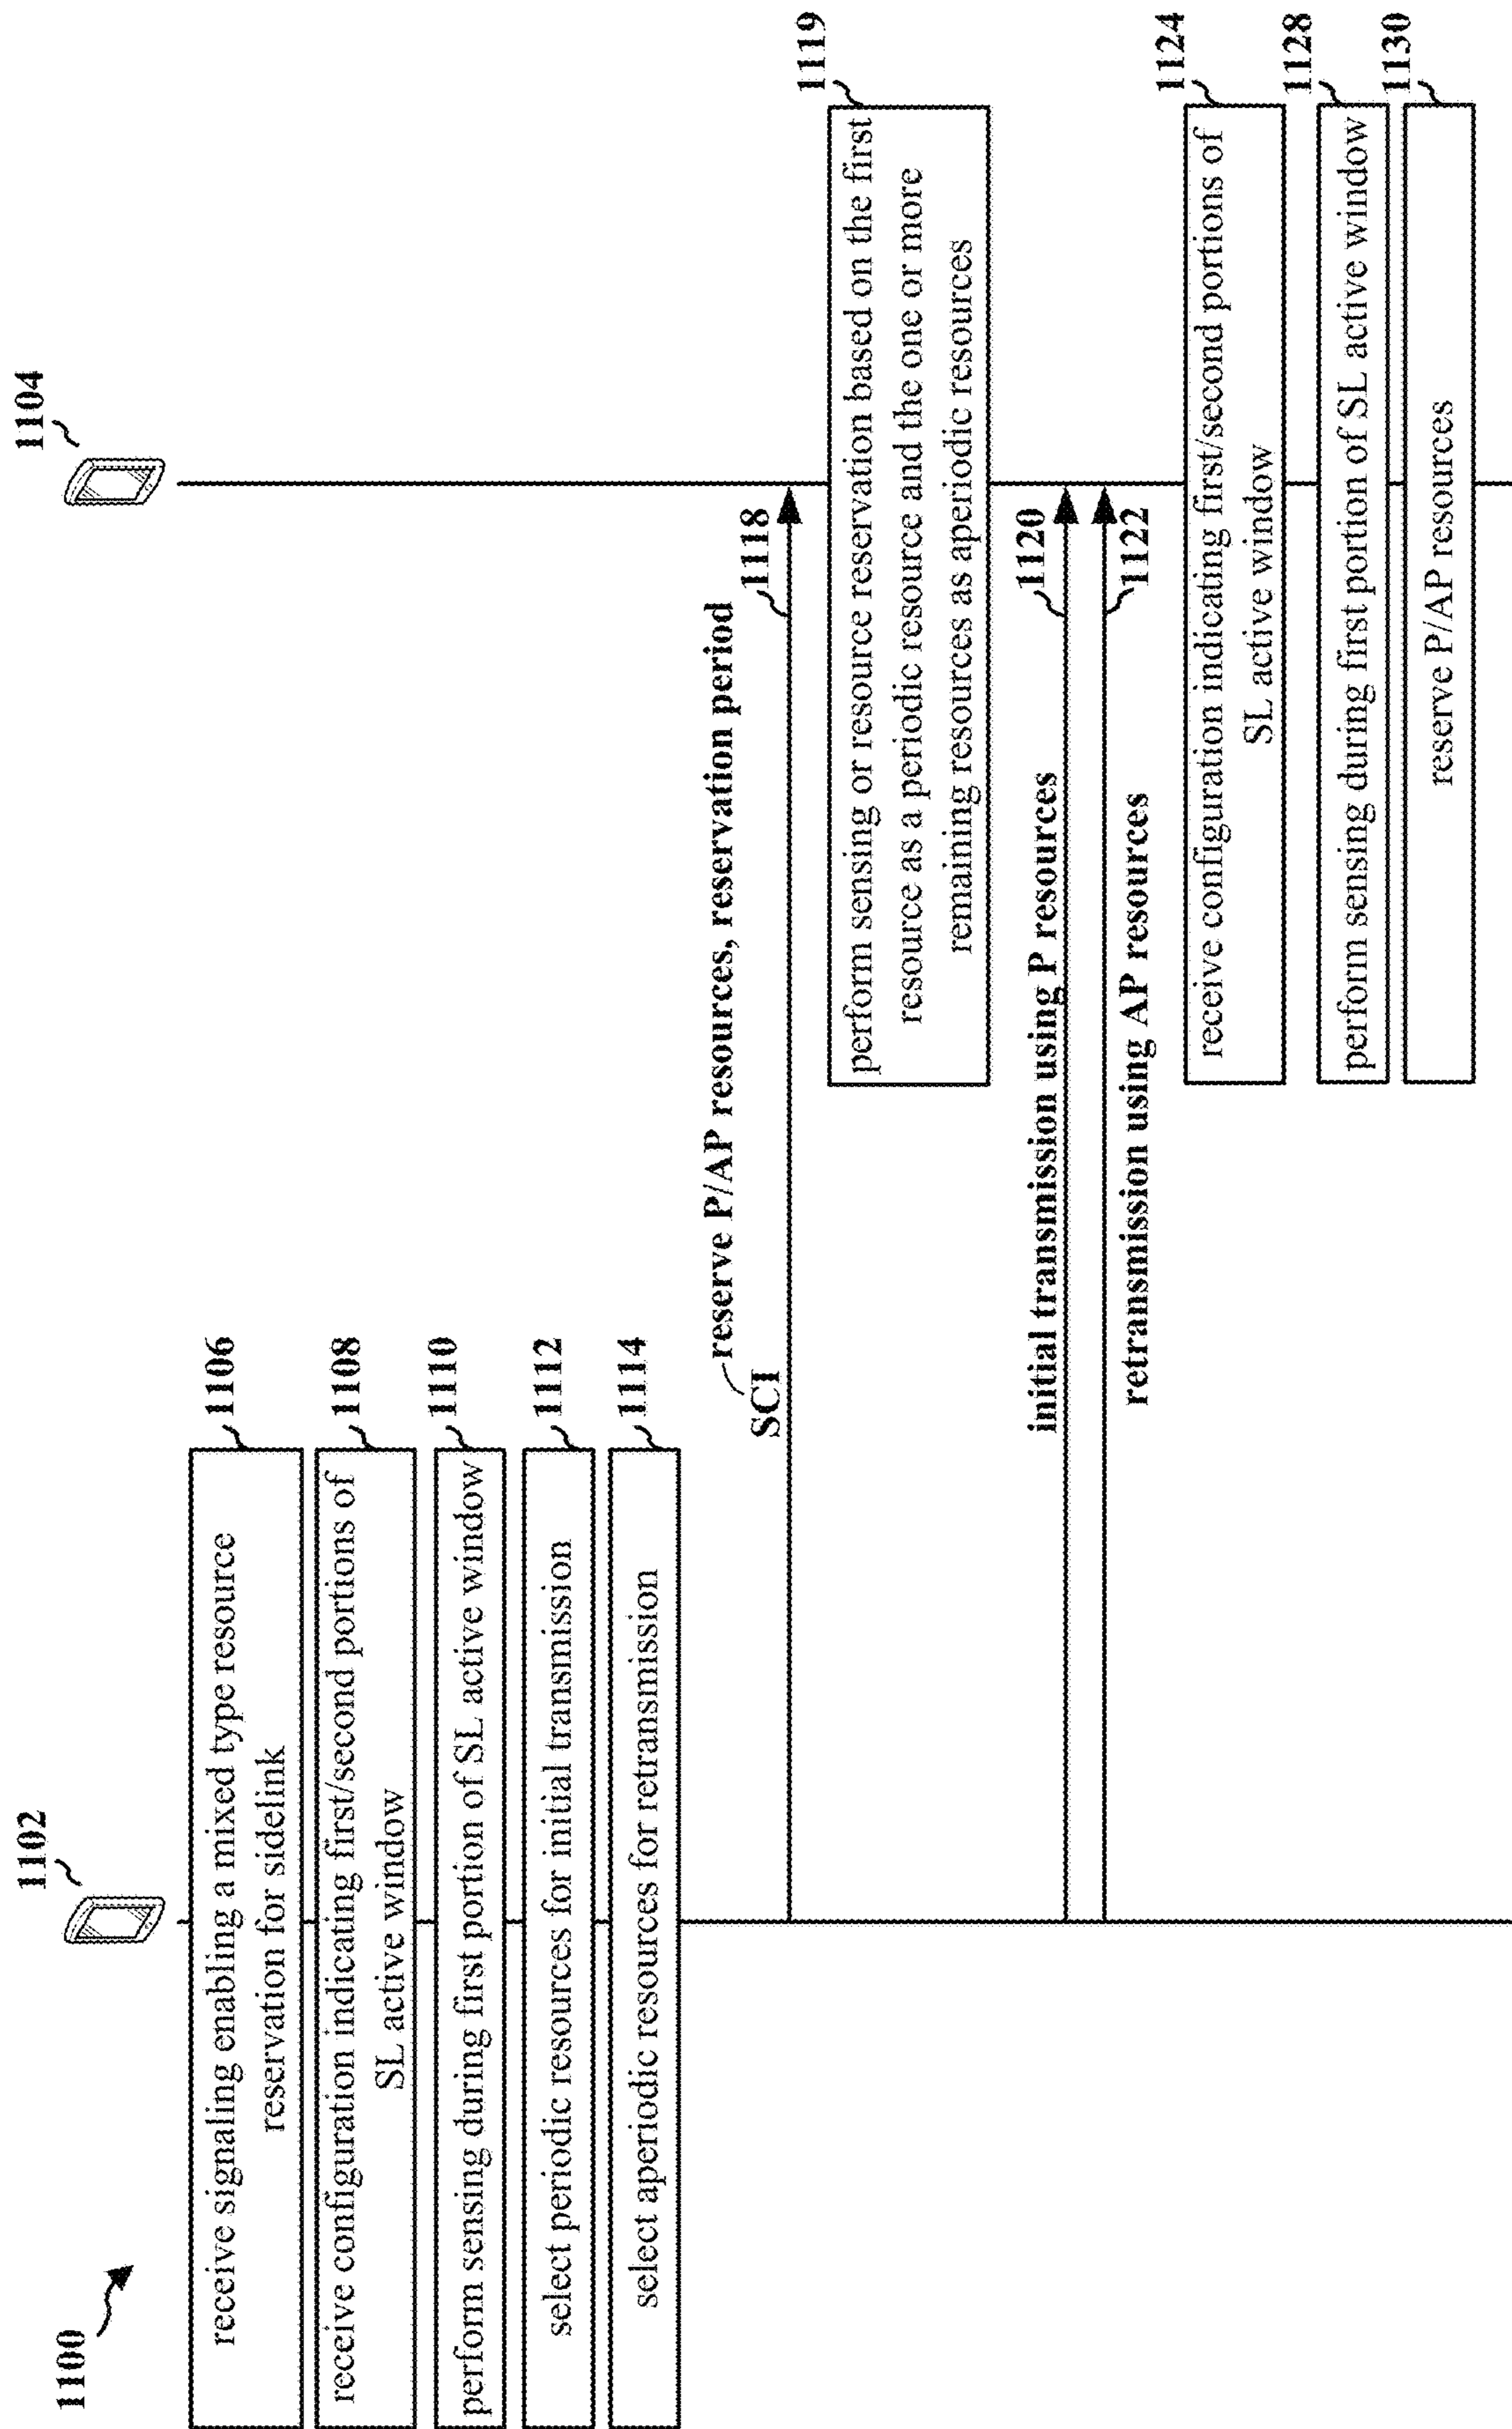 1100
1102
1104
receive signaling enabling a mixed type resource
reservation for sidelink
1106
receive configuration indicating first/second portions of
SL active window
1108
perform sensing during first portion of SL active window
1110
select periodic resources for initial transmission
1112
select aperiodic resources for retransmission
1114
reserve P/AP resources, reservation period
SCI
1118
perform sensing or resource reservation based on the first
resource as a periodic resource and the one or more
remaining resources as aperiodic resources
1119
initial transmission using P resources
1120
retransmission using AP resources
1122
receive configuration indicating first/second portions of
SL active window
1124
perform sensing during first portion of SL active window
1128
reserve P/AP resources
1130